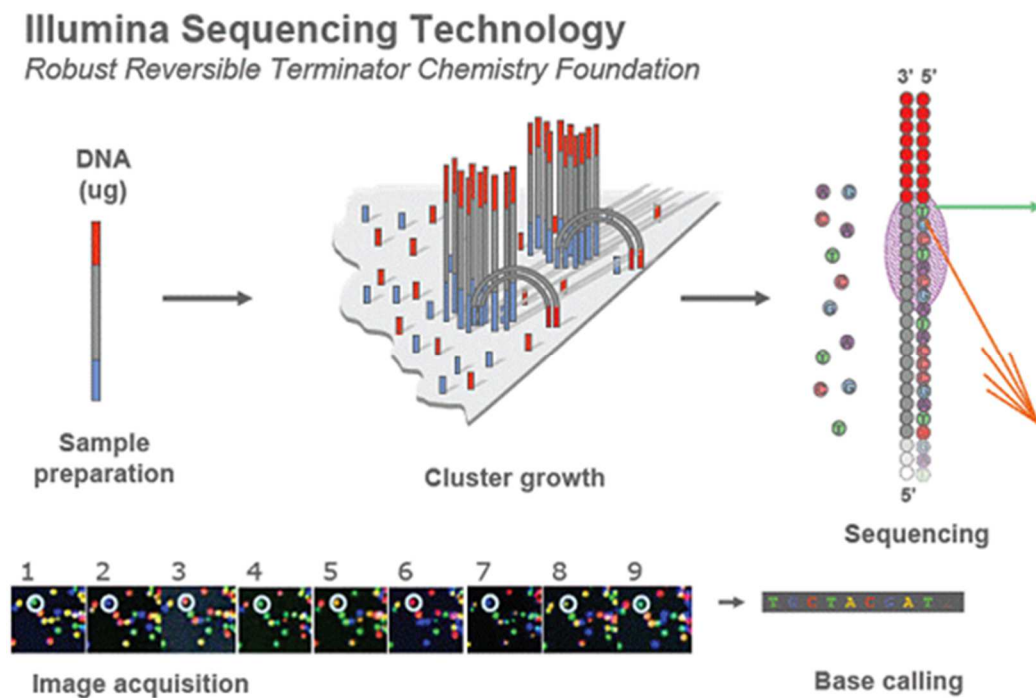 Illumina Sequencing Technology
Robust Reversible Terminator Chemistry Foundation
DNA
(ug)
3' 5'
Sample
preparation
Cluster growth
5'
Sequencing
1 2 3 4 5 6 7 8 9
T G C T A C G A T
Image acquisition
Base calling